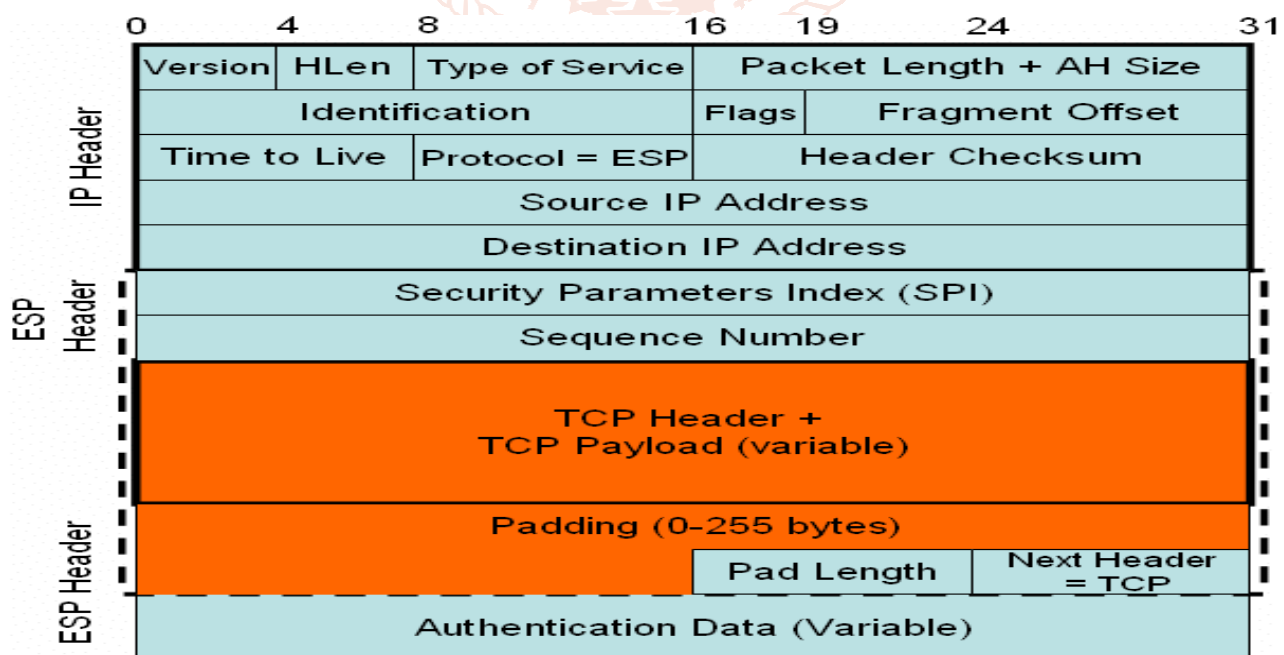 0 4 8 16 19 24 31
Version HLen Type of Service Packet Length + AH Size
Identification Flags Fragment Offset
Time to Live Protocol = ESP Header Checksum
Source IP Address
Destination IP Address
IP Header
Security Parameters Index (SPI)
Sequence Number
ESP
Header
TCP Header +
TCP Payload (variable)
Padding (0-255 bytes)
Pad Length
Next Header
= TCP
Authentication Data (Variable)
ESP Header